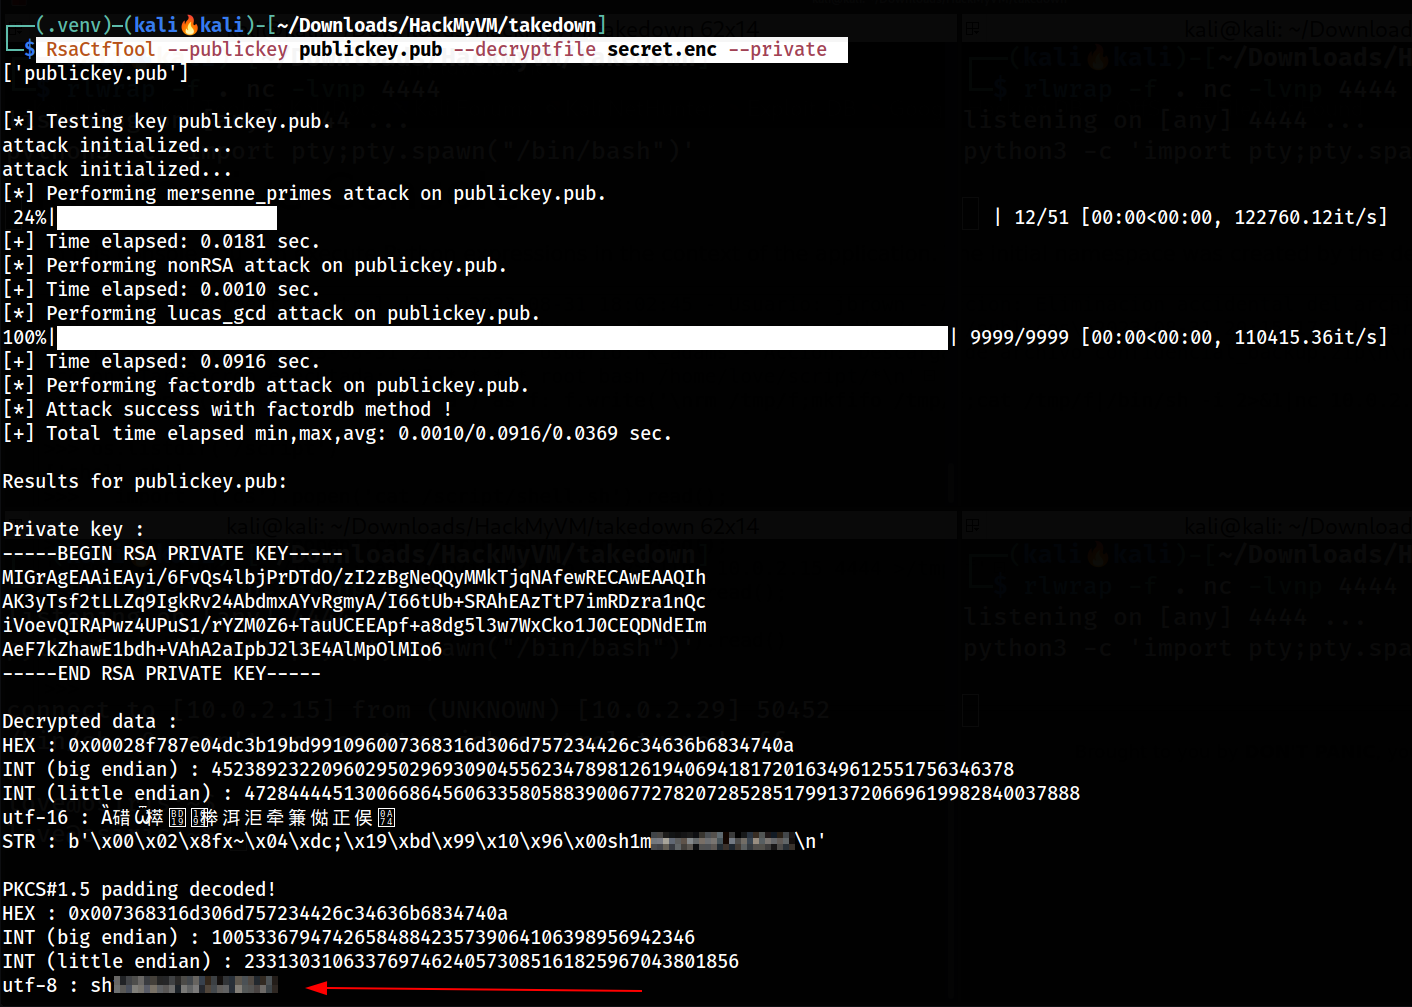 ┌──(.venv)─(kali🔥kali)-[~/Downloads/HackMyVM/takedown]
└─$ RsaCtfTool --publickey publickey.pub --decryptfile secret.enc --private
['publickey.pub']
[*] Testing key publickey.pub.
attack initialized...
attack initialized...
[*] Performing mersenne_primes attack on publickey.pub.
24%| | 12/51 [00:00<00:00, 122760.12it/s]
[+] Time elapsed: 0.0181 sec.
[*] Performing nonRSA attack on publickey.pub.
[+] Time elapsed: 0.0010 sec.
[*] Performing lucas_gcd attack on publickey.pub.
100%| | 9999/9999 [00:00<00:00, 110415.36it/s]
[+] Time elapsed: 0.0916 sec.
[*] Performing factordb attack on publickey.pub.
[*] Attack success with factordb method !
[+] Total time elapsed min,max,avg: 0.0010/0.0916/0.0369 sec.
Results for publickey.pub:
Private key :
-----BEGIN RSA PRIVATE KEY-----
MIGrAgEAAiEAyi/6FvQs4lbjPrDTdO/zI2zBgNeQQyMMkTjqNAfewRECAwEAAQIh
AK3yTsf2tLLZq9IgkRv24AbdmxAYvRgmyA/I66tUb+SRAhEAzTtP7imRDzra1nQc
iVoevQIRAPwz4UPuS1/rYZM0Z6+TauUCEEApf+a8dg5l3w7WxCko1J0CEQDNdEIm
AeF7kZhawE1bdh+VAhA2aIpbJ2l3E4AlMpOlMIo6
-----END RSA PRIVATE KEY-----
Decrypted data :
HEX : 0x00028f787e04dc3b19bd991096007368316d306d757234426c34636b6834740a
INT (big endian) : 4523892322096029502969309045562347898126194069418172016349612551756346378
INT (little endian) : 4728444451300668645606335805883900677278207285285179913720669619982840037888
utf-16 :
STR : b'\x00\x02\x8fx~\x04\xdc;\x19\xbd\x99\x10\x96\x00sh1m \n'
PKCS#1.5 padding decoded!
HEX : 0x007368316d306d757234426c34636b6834740a
INT (big endian) : 10053367947426584884235739064106398956942346
INT (little endian) : 233130310633769746240573085161825967043801856
utf-8 : sh